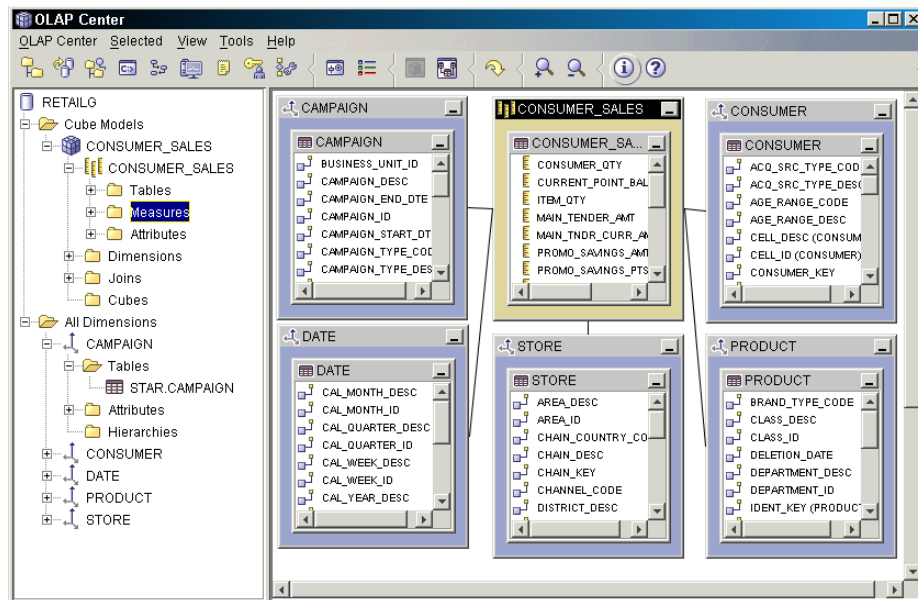 OLAP Center
OLAP Center Selected View Tools Help
RETAILG
Cube Models
CONSUMER_SALES
CONSUMER_SALES
Tables
Measures
Attributes
Dimensions
Joins
Cubes
All Dimensions
CAMPAIGN
Tables
STAR.CAMPAIGN
Attributes
Hierarchies
CONSUMER
DATE
PRODUCT
STORE
CAMPAIGN
CAMPAIGN
BUSINESS_UNIT_ID
CAMPAIGN_DESC
CAMPAIGN_END_DTE
CAMPAIGN_ID
CAMPAIGN_START_DT
CAMPAIGN_TYPE_COD
CAMPAIGN_TYPE_DES
CONSUMER_SALES
CONSUMER_SA...
CONSUMER_QTY
CURRENT_POINT_BAL
ITEM_QTY
MAIN_TENDER_AMT
MAIN_TNDR_CURR_AM
PROMO_SAVINGS_AMT
PROMO_SAVINGS_PTS
CONSUMER
CONSUMER
ACQ_SRC_TYPE_COD
ACQ_SRC_TYPE_DESC
AGE_RANGE_CODE
AGE_RANGE_DESC
CELL_DESC (CONSUM
CELL_ID (CONSUMER)
CONSUMER_KEY
DATE
DATE
CAL_MONTH_DESC
CAL_MONTH_ID
CAL_QUARTER_DESC
CAL_QUARTER_ID
CAL_WEEK_DESC
CAL_WEEK_ID
CAL_YEAR_DESC
STORE
STORE
AREA_DESC
AREA_ID
CHAIN_COUNTRY_CO
CHAIN_DESC
CHAIN_KEY
CHANNEL_CODE
DISTRICT_DESC
PRODUCT
PRODUCT
BRAND_TYPE_CODE
CLASS_DESC
CLASS_ID
DELETION_DATE
DEPARTMENT_DESC
DEPARTMENT_ID
IDENT_KEY (PRODUC